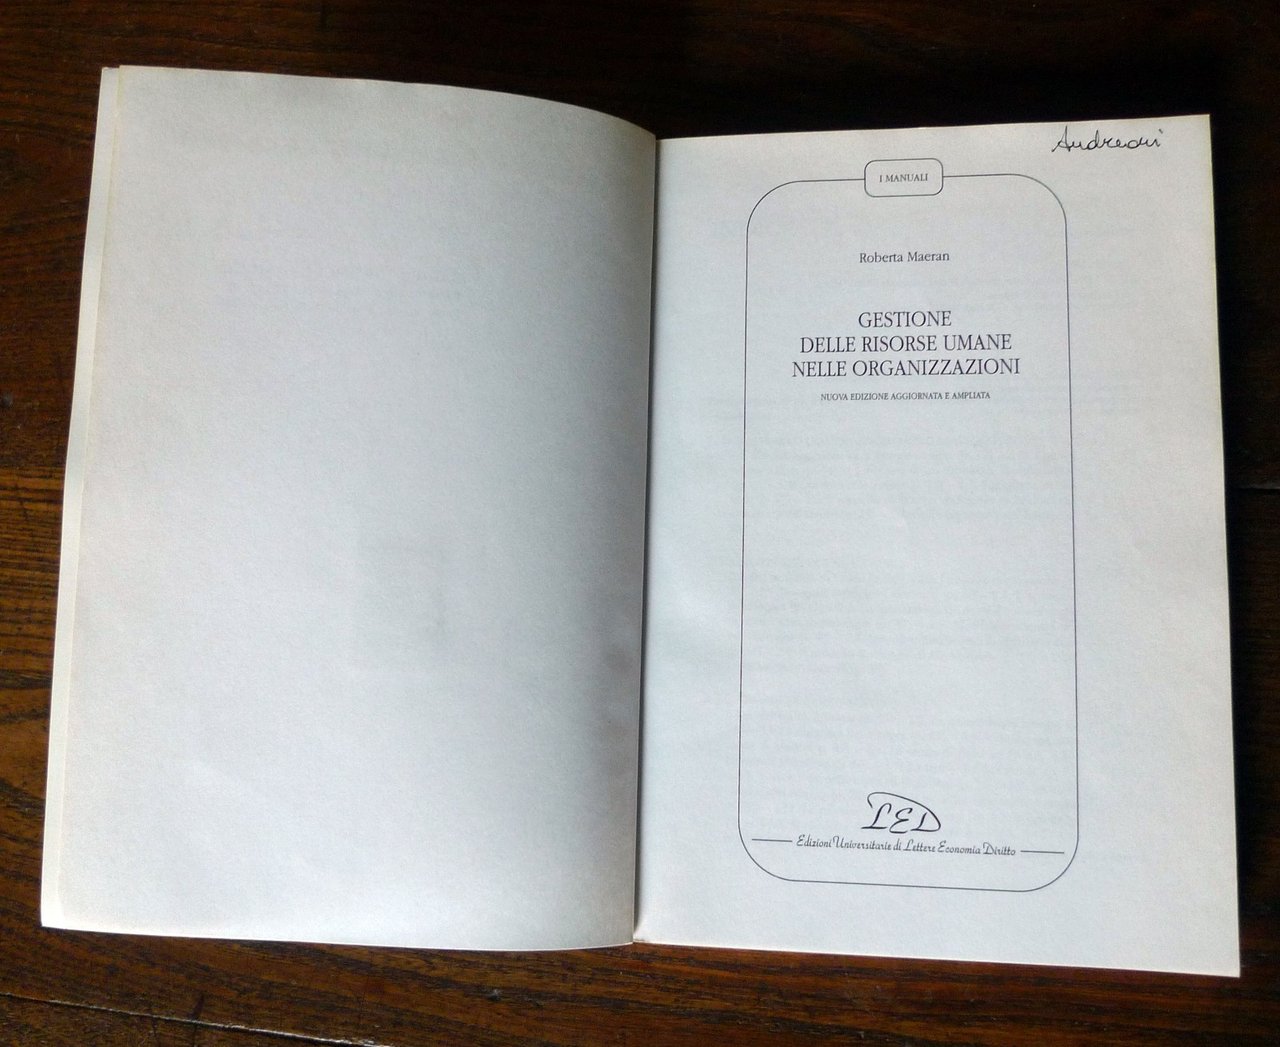 Andreoni
I MANUALI
Roberta Maeran
GESTIONE
DELLE RISORSE UMANE
NELLE ORGANIZZAZIONI
NUOVA EDIZIONE AGGIORNATA E AMPLIATA
LED
Edizioni Universitarie di Lettere Economia Diritto